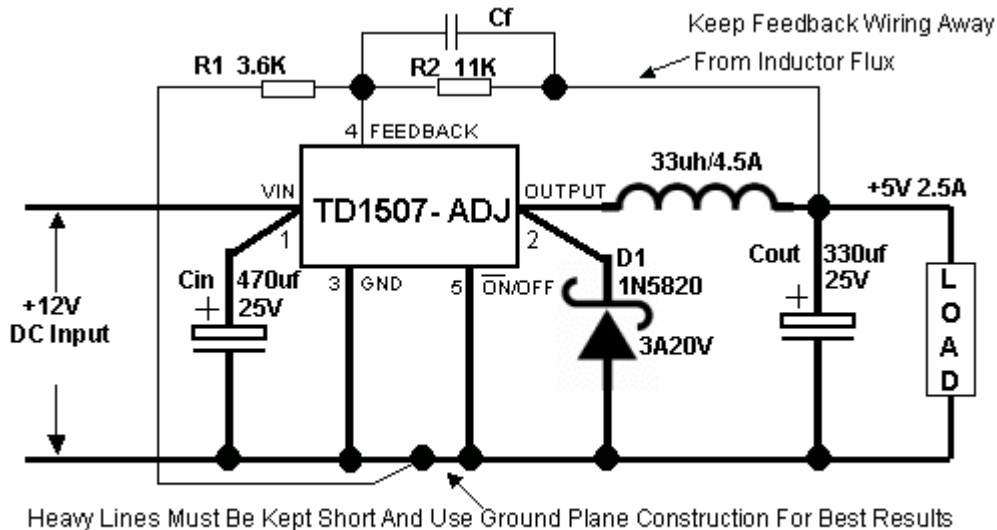 Cf
Keep Feedback Wiring Away
From Inductor Flux
R1 3.6K
R2 11K
4 FEEDBACK
33uh/4.5A
VIN
OUTPUT
+5V 2.5A
TD1507- ADJ
1
2
Cin
470uf
25V
+
3
GND
5
ON/OFF
D1
1N5820
3A20V
Cout
330uf
25V
+
LOAD
+12V
DC Input
Heavy Lines Must Be Kept Short And Use Ground Plane Construction For Best Results